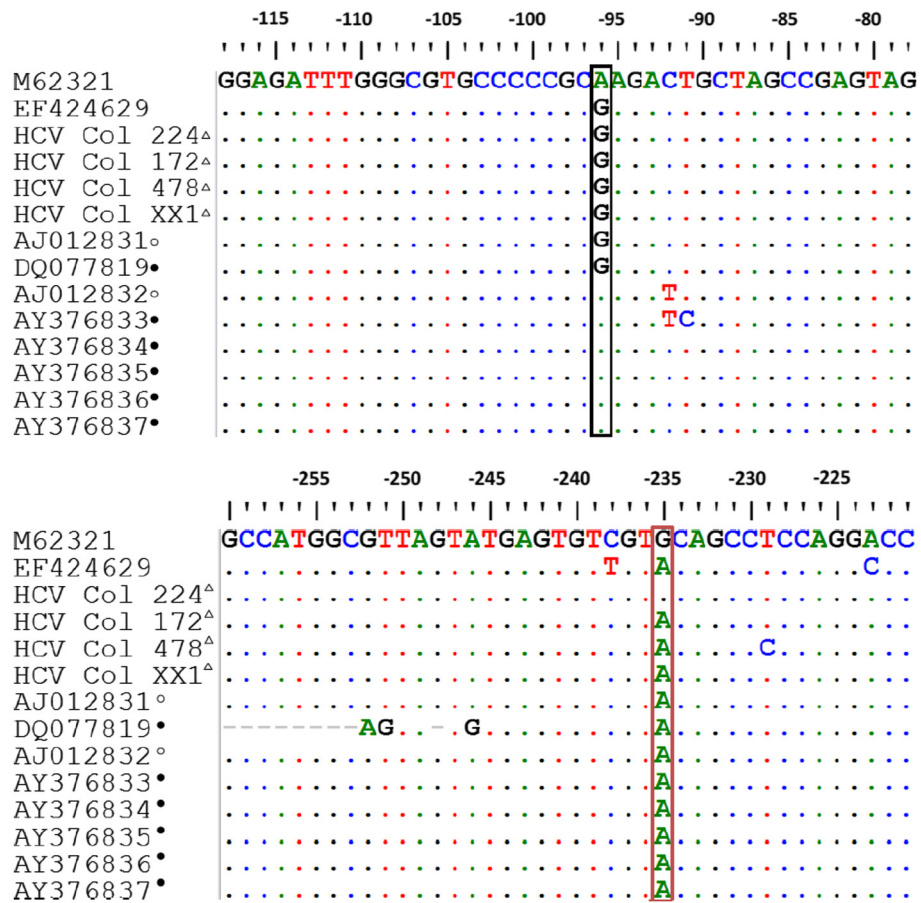 -115 -110 -105 -100 -95 -90 -85 -80
M62321 GGAGATTTGGGCGTGCCCCCGCAAGACTGCTAGCCGAGTAG
EF424629 ......................G..................
HCV Col 224△ ......................G..................
HCV Col 172△ ......................G..................
HCV Col 478△ ......................G..................
HCV Col XX1△ ......................G..................
AJ012831○ ......................G..................
DQ077819● ......................G..................
AJ012832○ ..........................T..............
AY376833● ..........................TC.............
AY376834● .........................................
AY376835● .........................................
AY376836● .........................................
AY376837● .........................................
-255 -250 -245 -240 -235 -230 -225
M62321 GCCATGGCGTTAGTATGAGTGTCGTGCAGCCTCCAGGACC
EF424629 ......................T..A...........C..
HCV Col 224△ ........................................
HCV Col 172△ .........................A..............
HCV Col 478△ .........................A.....C........
HCV Col XX1△ .........................A..............
AJ012831○ .........................A..............
DQ077819● --------AG..-.G..........A..............
AJ012832○ .........................A..............
AY376833● .........................A..............
AY376834● .........................A..............
AY376835● .........................A..............
AY376836● .........................A..............
AY376837● .........................A..............